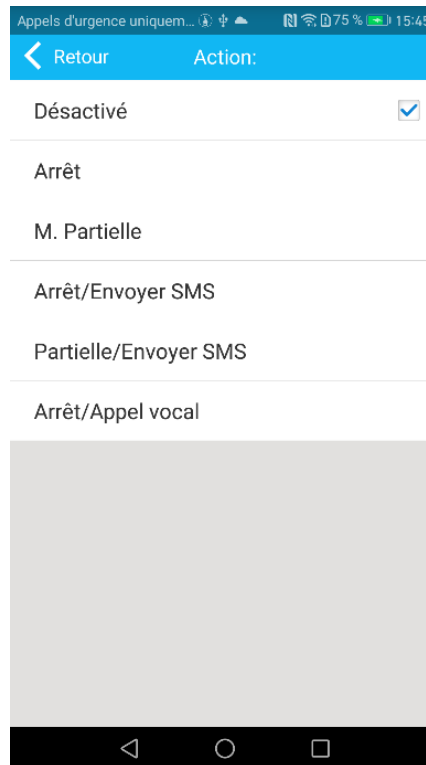 Appels d'urgence uniquem... 75 % 15:45
Retour Action:
Désactivé
Arrêt
M. Partielle
Arrêt/Envoyer SMS
Partielle/Envoyer SMS
Arrêt/Appel vocal